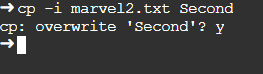 ➜cp -i marvel2.txt Second
cp: overwrite 'Second'? y
➜